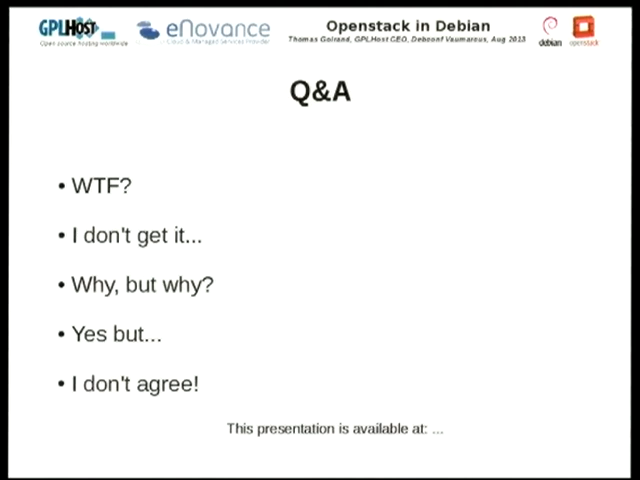 GPLHOST
Open source hosting worldwide
eNovance
Cloud & Managed Services Provider
Openstack in Debian
Thomas Goirand, GPLHost CEO, Debconf Vaumarcus, Aug 2013
debian
openstack
Q&A
• WTF?
• I don't get it...
• Why, but why?
• Yes but...
• I don't agree!
This presentation is available at: ...